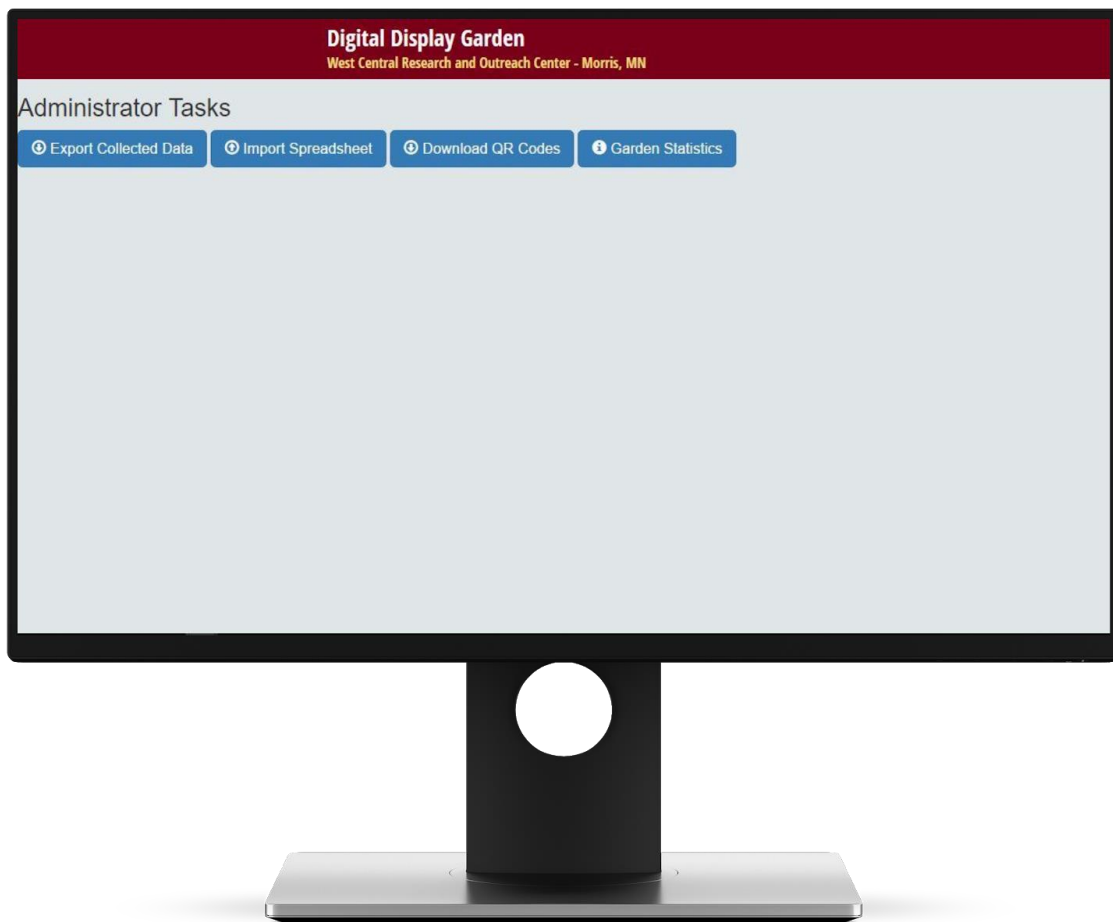 Digital Display Garden
West Central Research and Outreach Center - Morris, MN
Administrator Tasks
Export Collected Data Import Spreadsheet Download QR Codes Garden Statistics